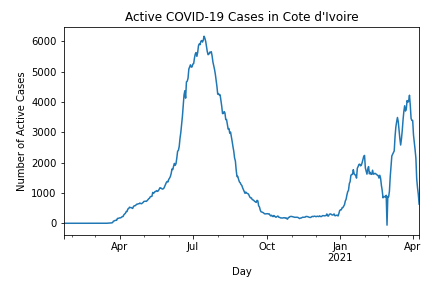 Active COVID-19 Cases in Cote d'Ivoire
Number of Active Cases
6000
5000
4000
3000
2000
1000
0
Apr
Jul
Oct
Jan
2021
Apr
Day